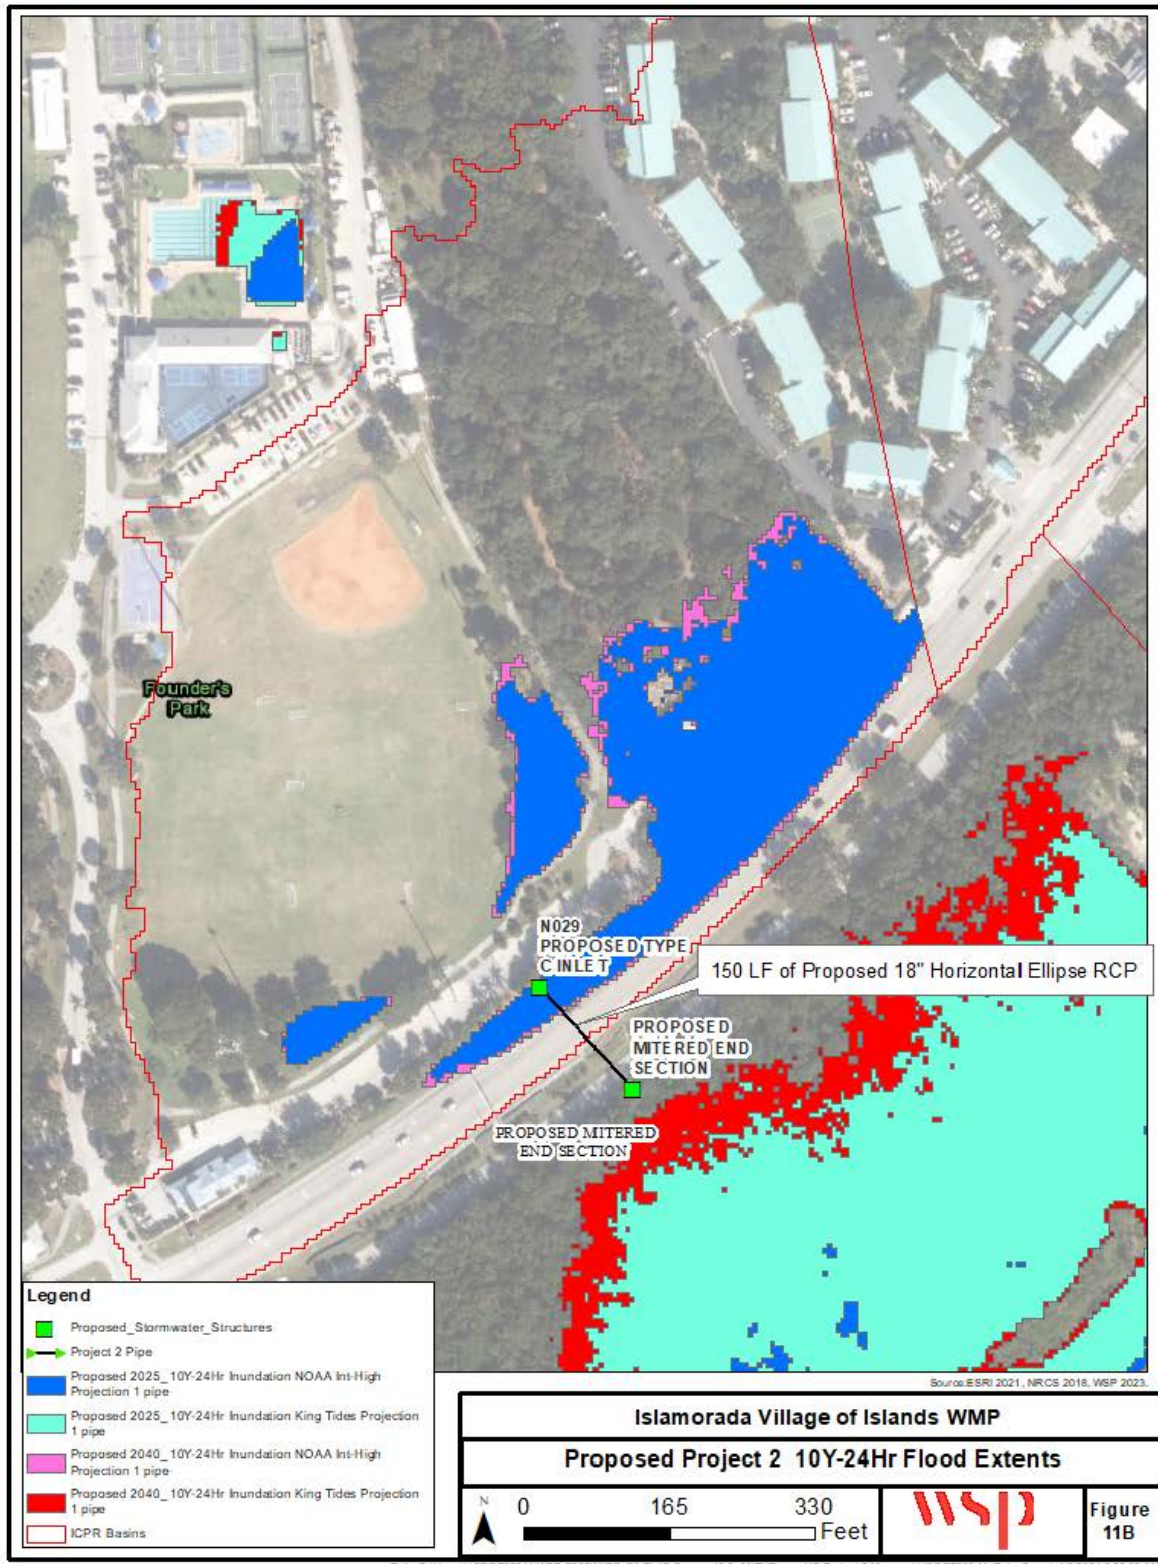 Founder's
Park
N029
PROPOSED TYPE
C INLET
150 LF of Proposed 18" Horizontal Ellipse RCP
PROPOSED
MITERED END
SECTION
PROPOSED MITERED
END SECTION
Legend
Proposed_Stormwater_Structures
Project 2 Pipe
Proposed 2025_10Y-24Hr Inundation NOAA Int-High
Projection 1 pipe
Proposed 2025_10Y-24Hr Inundation King Tides Projection
1 pipe
Proposed 2040_10Y-24Hr Inundation NOAA Int-High
Projection 1 pipe
Proposed 2040_10Y-24Hr Inundation King Tides Projection
1 pipe
ICPR Basins
Source:ESRI 2021, NRCS 2018, WSP 2023.
Islamorada Village of Islands WMP
Proposed Project 2 10Y-24Hr Flood Extents
N
0 165 330
Feet
wsp
Figure
11B